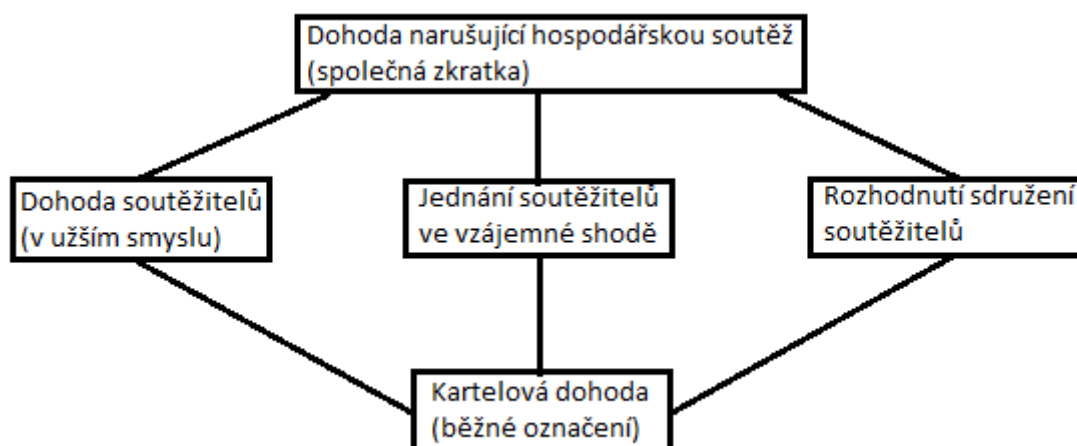 Dohoda narušující hospodářskou soutěž
(společná zkratka)
Dohoda soutěžitelů
(v užším smyslu)
Jednání soutěžitelů
ve vzájemné shodě
Rozhodnutí sdružení
soutěžitelů
Kartelová dohoda
(běžné označení)